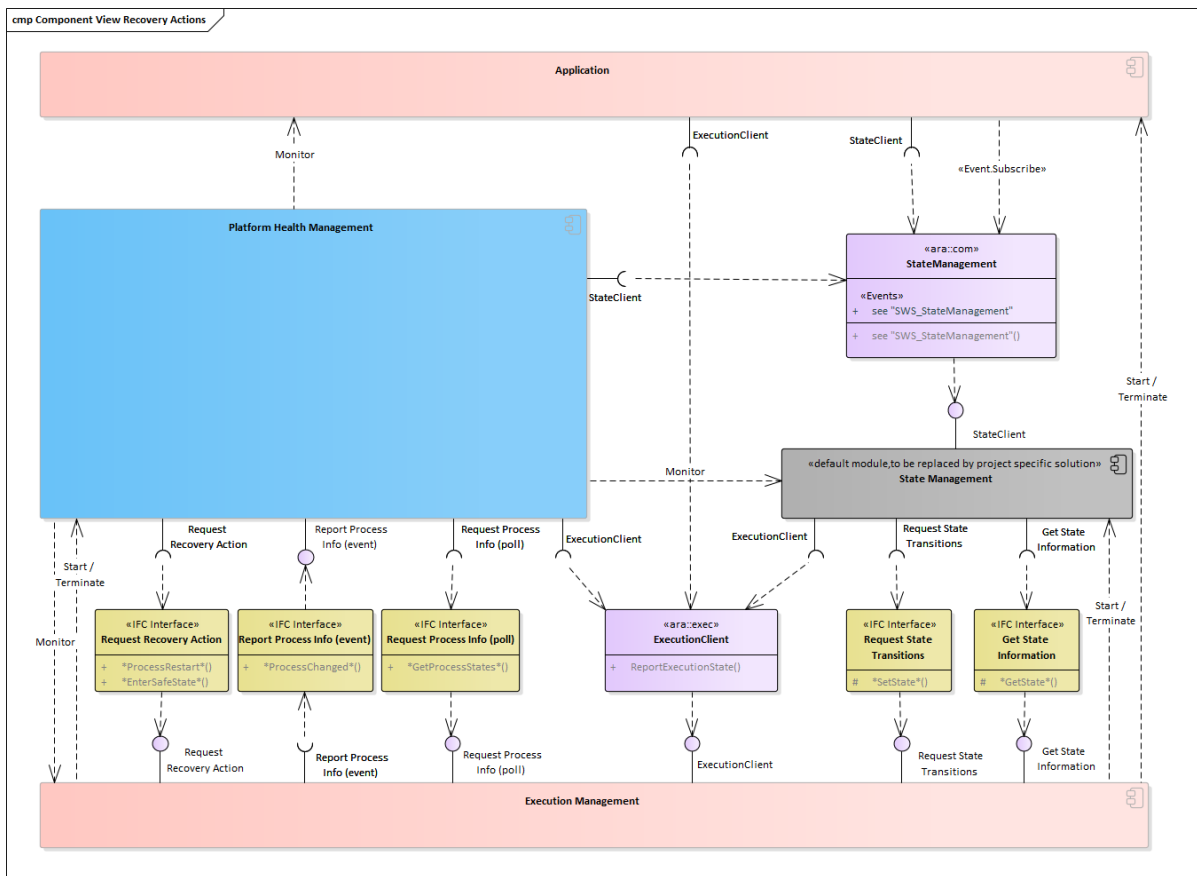 cmp Component View Recovery Actions
Application
ExecutionClient
StateClient
Monitor
«Event.Subscribe»
Platform Health Management
«ara::com»
StateManagement
«Events»
+ see "SWS_StateManagement"
+ see "SWS_StateManagement"()
StateClient
Start /
Terminate
StateClient
«default module,to be replaced by project specific solution»
State Management
Monitor
Request
Recovery Action
Report Process
Info (event)
Request Process
Info (poll)
ExecutionClient
ExecutionClient
Request State
Transitions
Get State
Information
Start /
Terminate
Monitor
Start /
Terminate
«IFC Interface»
Request Recovery Action
+ *ProcessRestart*()
+ *EnterSafeState*()
«IFC Interface»
Report Process Info (event)
+ *ProcessChanged*()
«IFC Interface»
Request Process Info (poll)
+ *GetProcessStates*()
«ara::exec»
ExecutionClient
+ ReportExecutionState()
«IFC Interface»
Request State
Transitions
# *SetState*()
«IFC Interface»
Get State
Information
# *GetState*()
Request
Recovery Action
Report Process
Info (event)
Request Process
Info (poll)
ExecutionClient
Request State
Transitions
Get State
Information
Execution Management